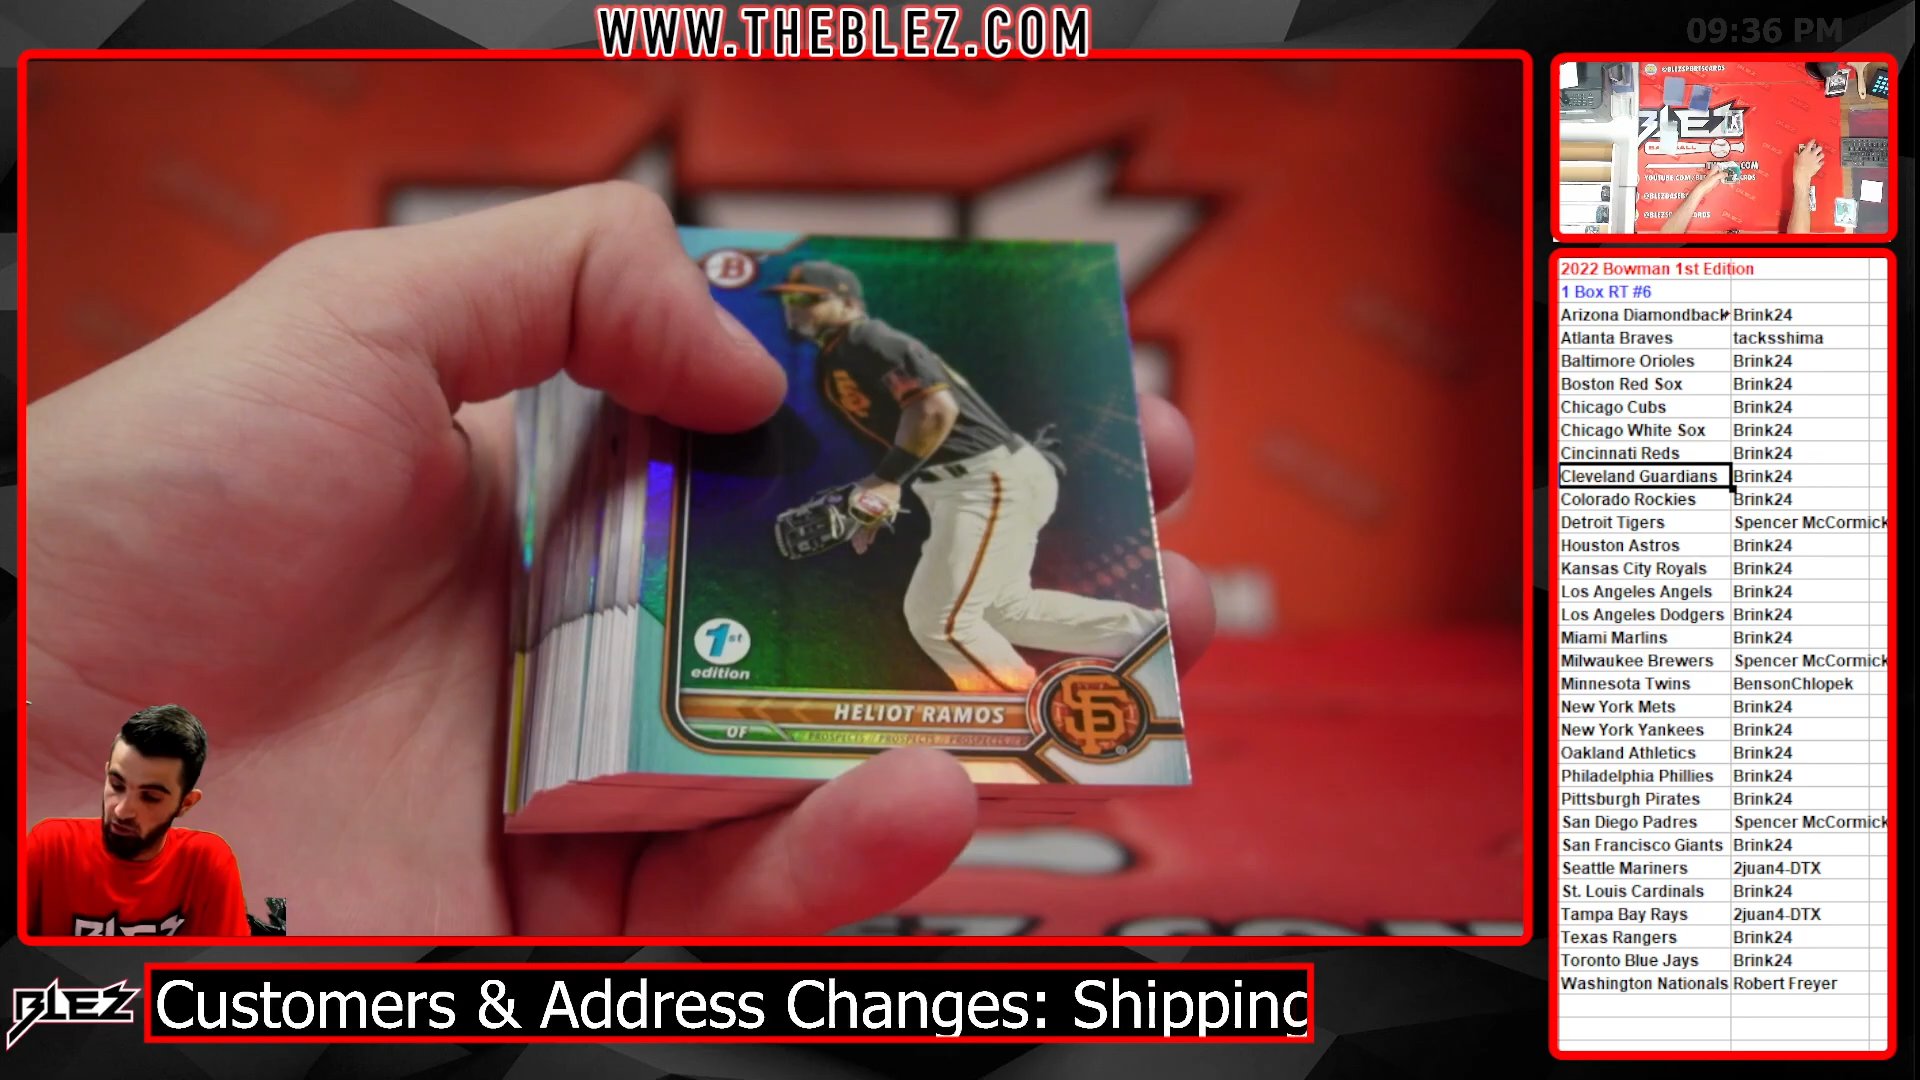 WWW.THEBLEZ.COM
09:36 PM
@BLEZSPORTSCARDS
BLEZ
BASEBALL
2022 Bowman 1st Edition
1 Box RT #6
Arizona Diamondback Brink24
Atlanta Braves tacksshima
Baltimore Orioles Brink24
Boston Red Sox Brink24
Chicago Cubs Brink24
Chicago White Sox Brink24
Cincinnati Reds Brink24
Cleveland Guardians Brink24
Colorado Rockies Brink24
Detroit Tigers Spencer McCormick
Houston Astros Brink24
Kansas City Royals Brink24
Los Angeles Angels Brink24
Los Angeles Dodgers Brink24
Miami Marlins Brink24
Milwaukee Brewers Spencer McCormick
Minnesota Twins BensonChlopek
New York Mets Brink24
New York Yankees Brink24
Oakland Athletics Brink24
Philadelphia Phillies Brink24
Pittsburgh Pirates Brink24
San Diego Padres Spencer McCormick
San Francisco Giants Brink24
Seattle Mariners 2juan4-DTX
St. Louis Cardinals Brink24
Tampa Bay Rays 2juan4-DTX
Texas Rangers Brink24
Toronto Blue Jays Brink24
Washington Nationals Robert Freyer
B
1st
edition
HELIOT RAMOS
OF
PROSPECTS // PROSPECTS // PROSPECTS //
SF
BLEZ
BLEZ
Customers & Address Changes: Shipping